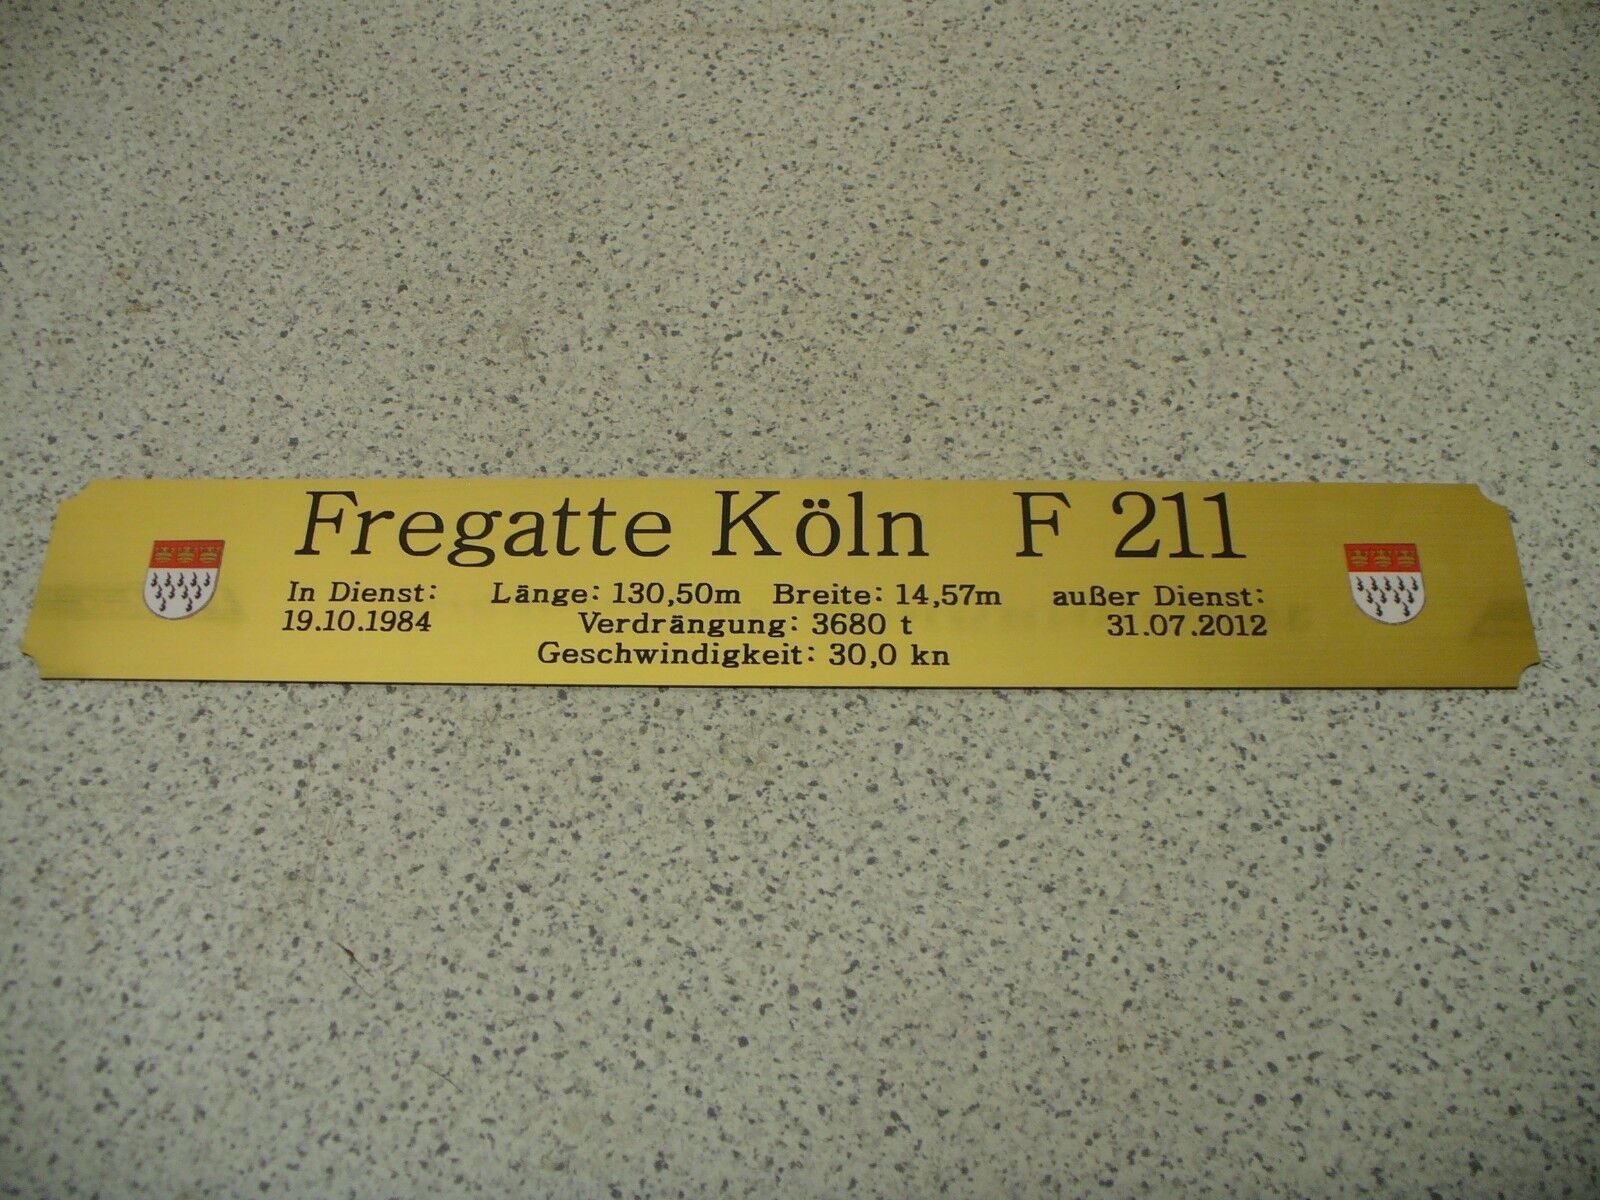 Fregatte Köln F 211
In Dienst: Länge: 130,50m Breite: 14,57m außer Dienst:
19.10.1984 Verdrängung: 3680 t 31.07.2012
Geschwindigkeit: 30,0 kn